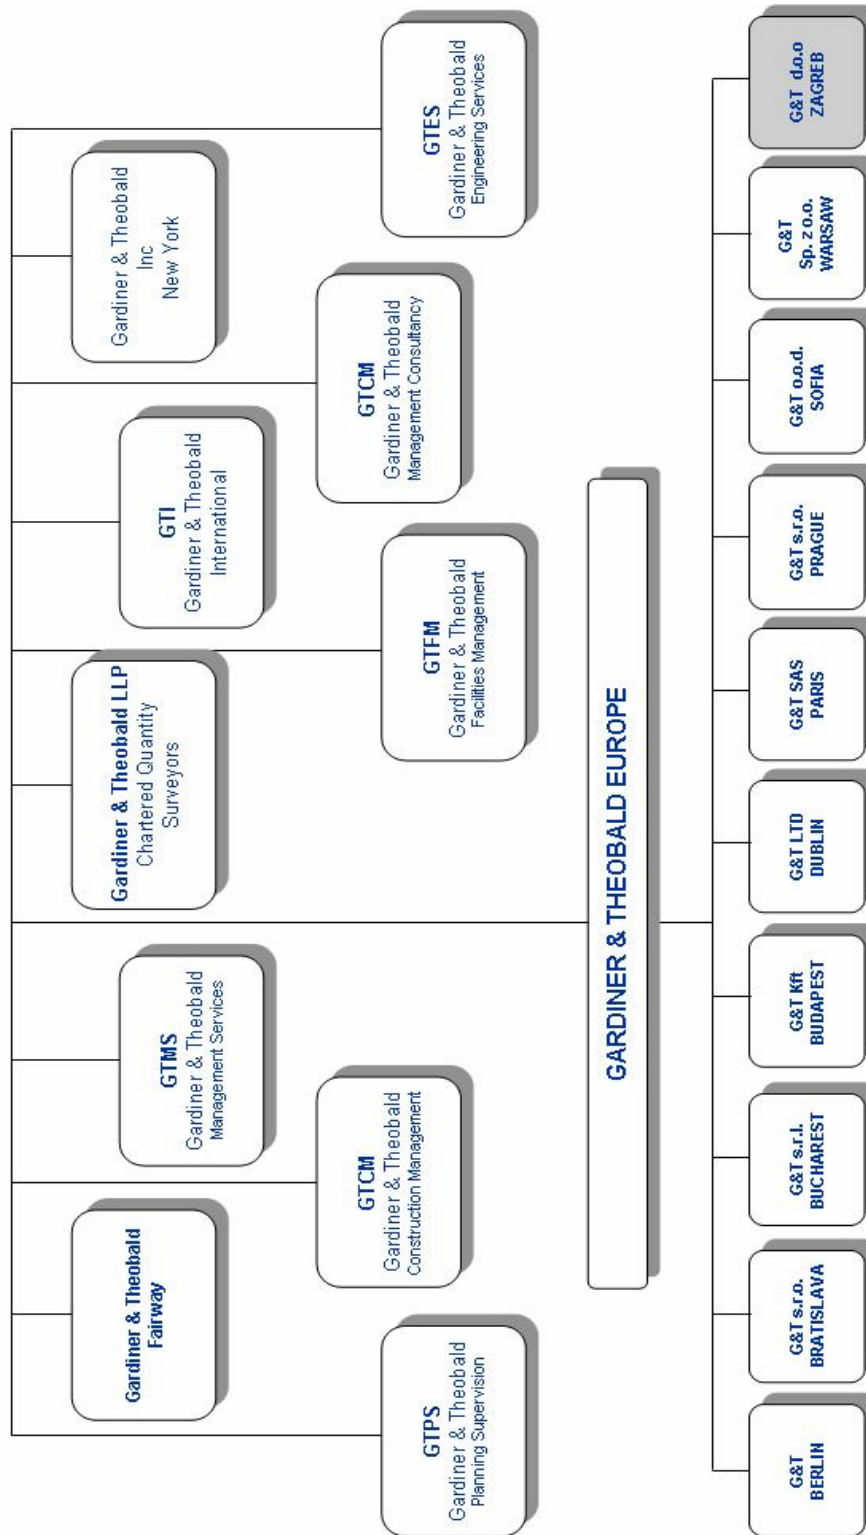 Gardiner & Theobald
Fairway
GTMS
Gardiner & Theobald
Management Services
Gardiner & Theobald LLP
Chartered Quantity
Surveyors
GTI
Gardiner & Theobald
International
Gardiner & Theobald
Inc
New York
GTPS
Gardiner & Theobald
Planning Supervision
GTCM
Gardiner & Theobald
Construction Management
GTFM
Gardiner & Theobald
Facilities Management
GTCM
Gardiner & Theobald
Management Consultancy
GTES
Gardiner & Theobald
Engineering Services
GARDINER & THEOBALD EUROPE
G&T
BERLIN
G&T s.r.o.
BRATISLAVA
G&T s.r.l.
BUCHAREST
G&T Kft
BUDAPEST
G&T LTD
DUBLIN
G&T SAS
PARIS
G&T s.r.o.
PRAGUE
G&T o.o.d.
SOFIA
G&T
Sp. z o.o.
WARSAW
G&T d.o.o
ZAGREB